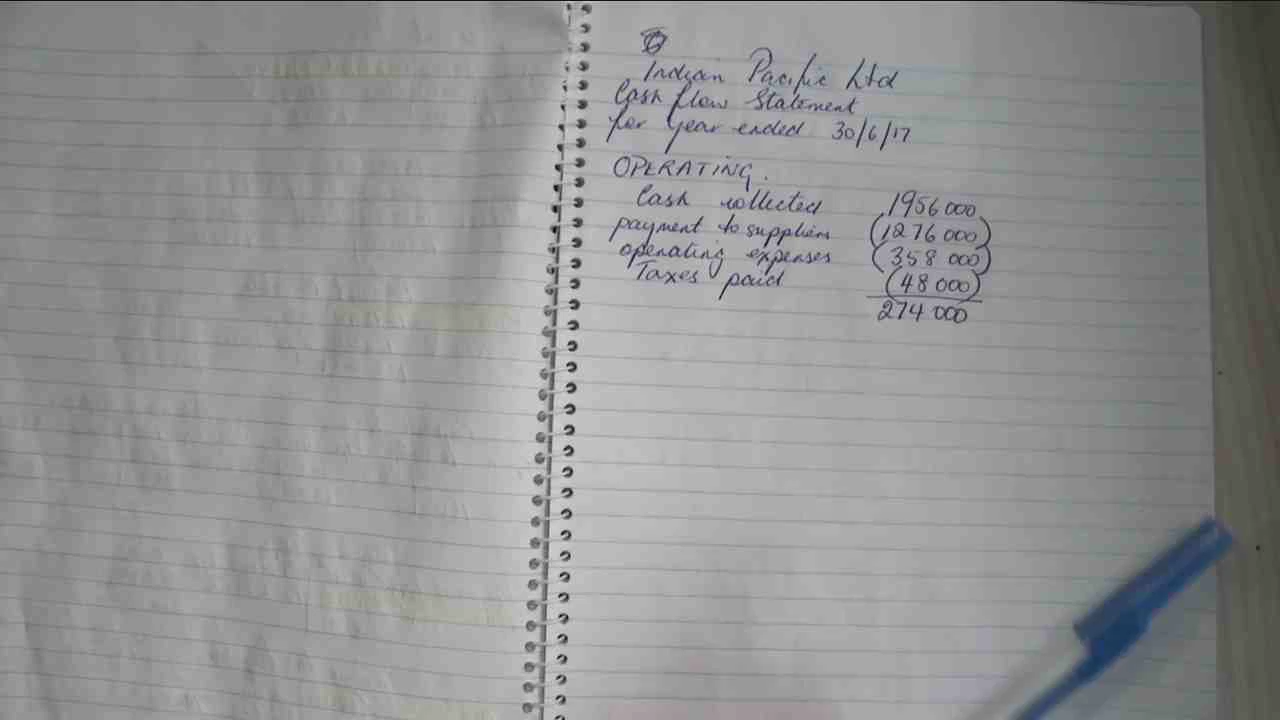 Indian Pacific Ltd
Cash flow Statement
for year ended 30/6/17
OPERATING.
Cash collected 1956 000
payment to suppliers (1276 000)
operating expenses (358 000)
Taxes paid (48 000)
274 000